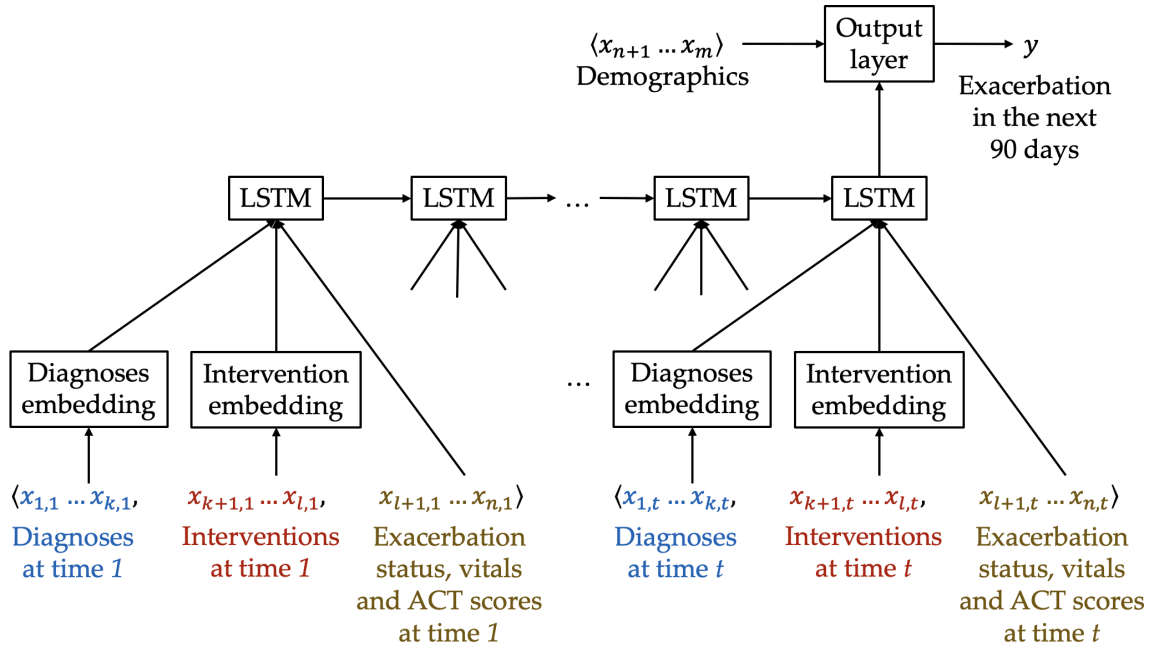 ⟨x_{n+1} … x_m⟩
Demographics
Output
layer
y
Exacerbation
in the next
90 days
LSTM
LSTM
…
LSTM
LSTM
Diagnoses
embedding
Intervention
embedding
…
Diagnoses
embedding
Intervention
embedding
⟨x_{1,1} … x_{k,1},
x_{k+1,1} … x_{l,1},
x_{l+1,1} … x_{n,1}⟩
⟨x_{1,t} … x_{k,t},
x_{k+1,t} … x_{l,t},
x_{l+1,t} … x_{n,t}⟩
Diagnoses
at time 1
Interventions
at time 1
Exacerbation
status, vitals
and ACT scores
at time 1
Diagnoses
at time t
Interventions
at time t
Exacerbation
status, vitals
and ACT scores
at time t